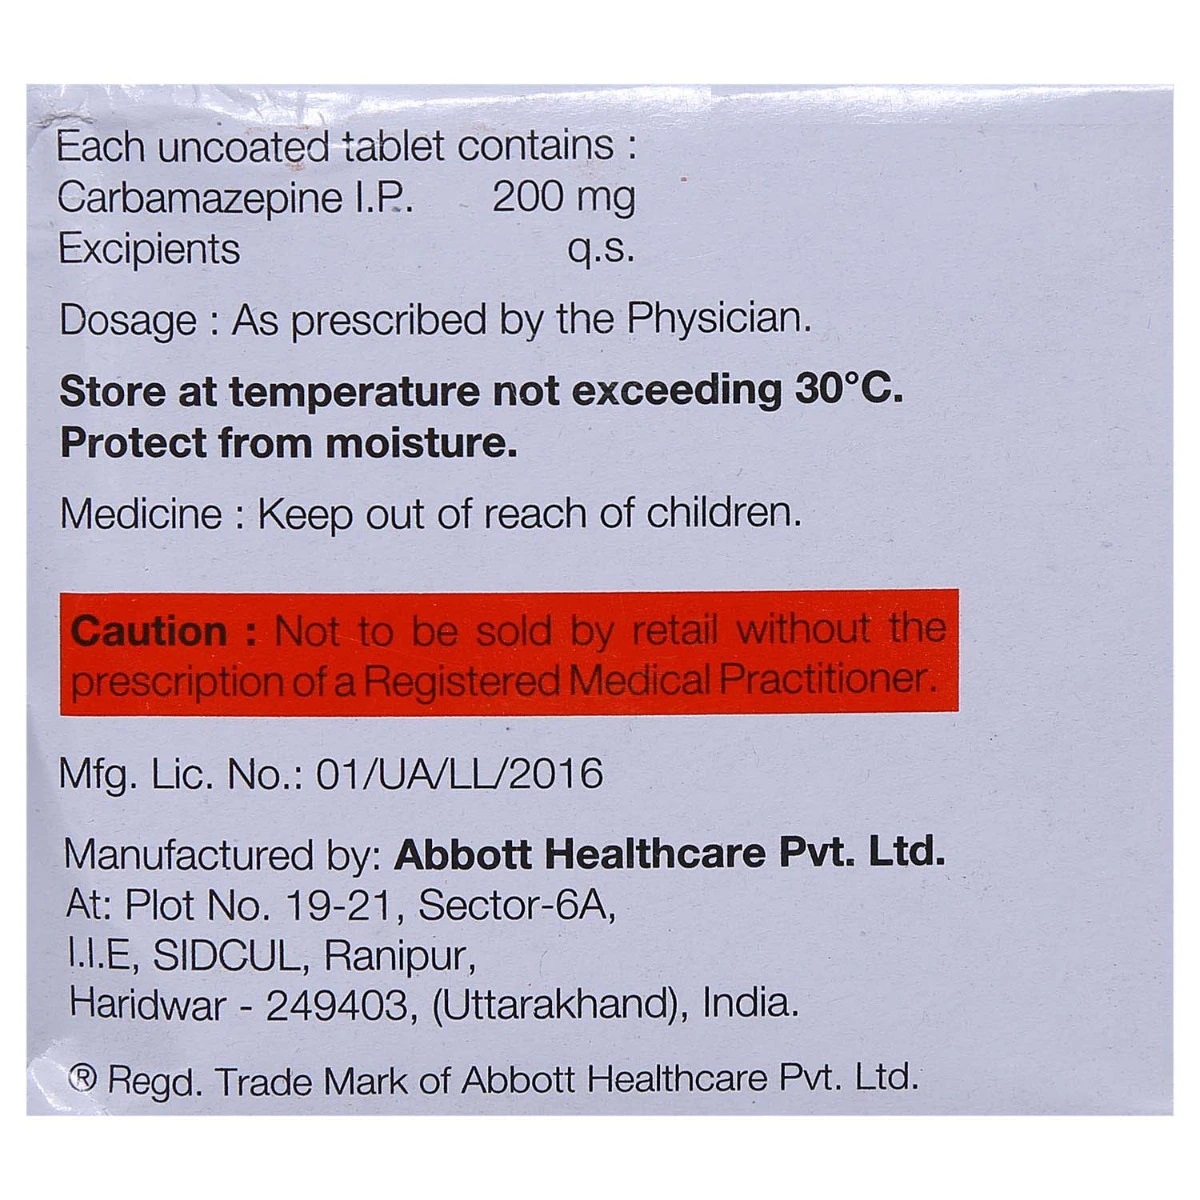 Each uncoated tablet contains :
Carbamazepine I.P. 200 mg
Excipients q.s.
Dosage : As prescribed by the Physician.
Store at temperature not exceeding 30°C.
Protect from moisture.
Medicine : Keep out of reach of children.
Caution : Not to be sold by retail without the
prescription of a Registered Medical Practitioner.
Mfg. Lic. No.: 01/UA/LL/2016
Manufactured by: Abbott Healthcare Pvt. Ltd.
At: Plot No. 19-21, Sector-6A,
I.I.E, SIDCUL, Ranipur,
Haridwar - 249403, (Uttarakhand), India.
® Regd. Trade Mark of Abbott Healthcare Pvt. Ltd.